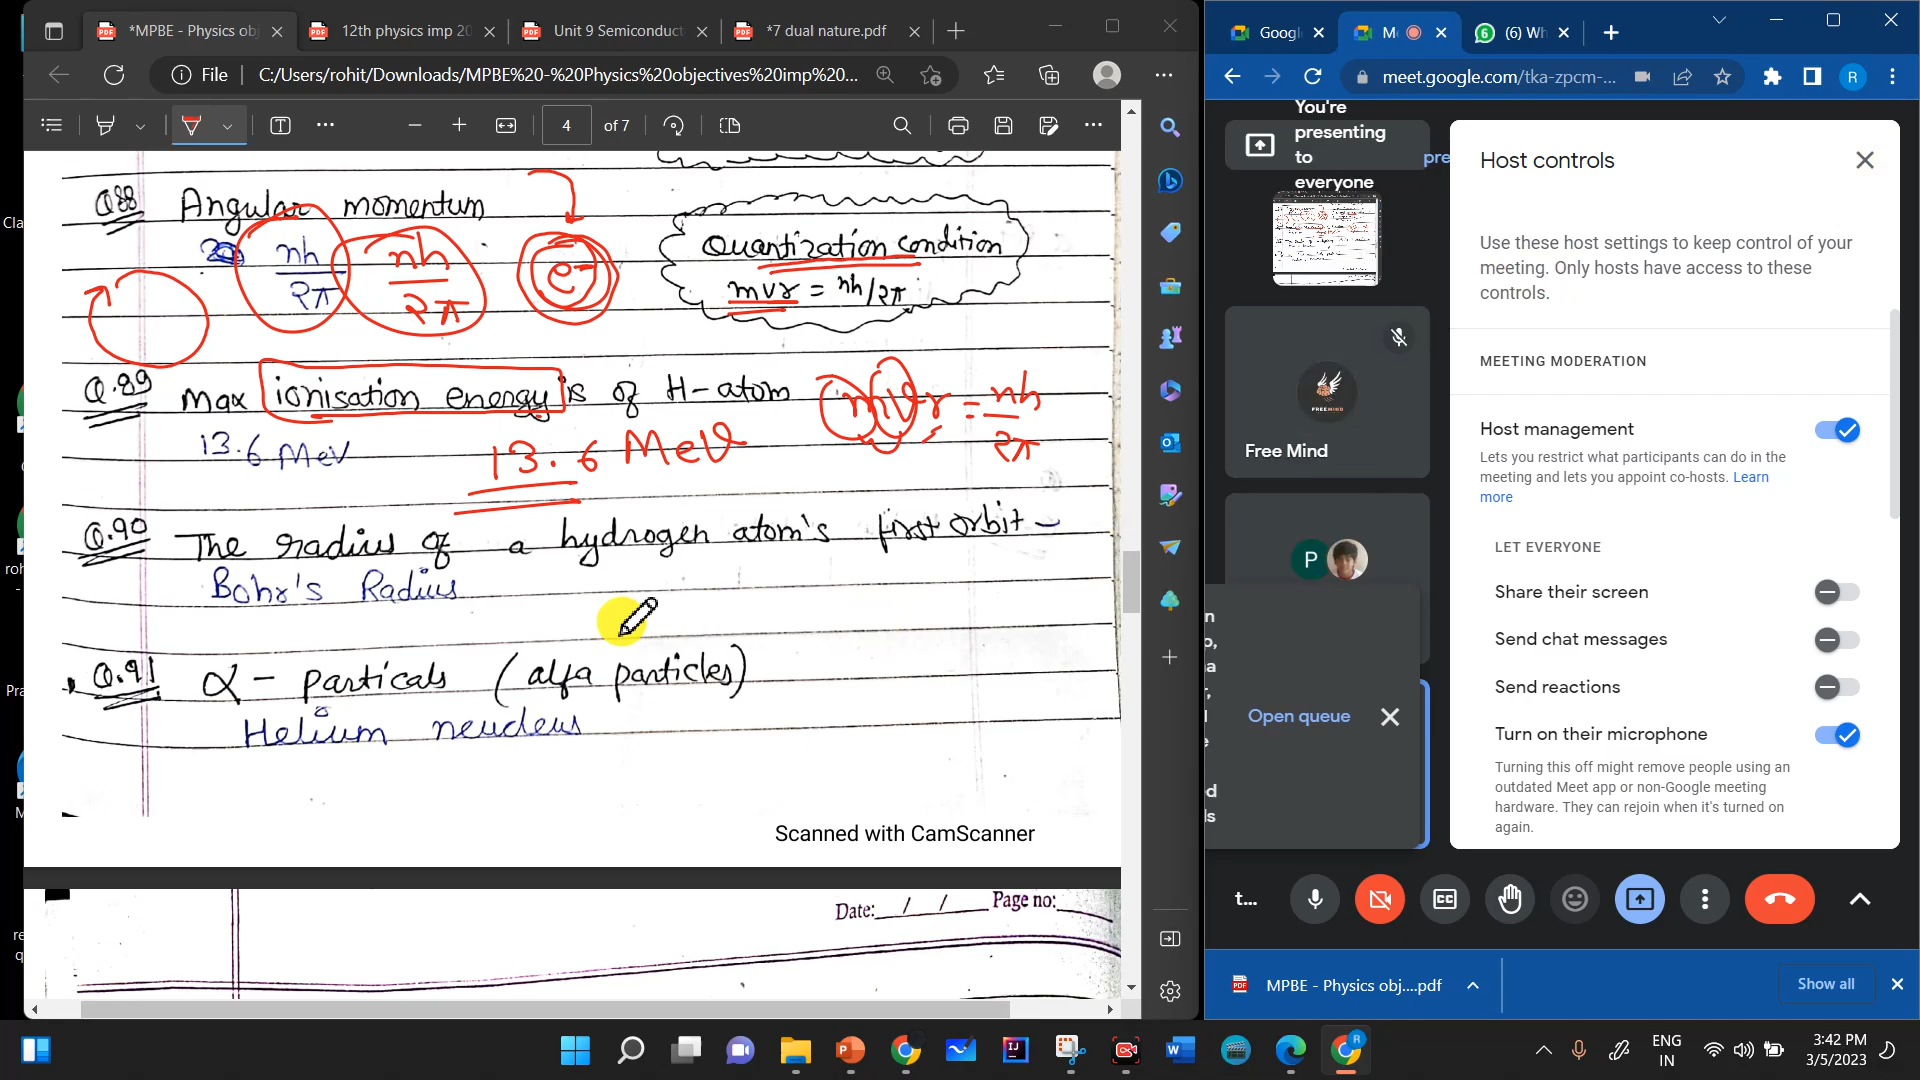 *MPBE - Physics obj
12th physics imp 20
Unit 9 Semiconduct
*7 dual nature.pdf
File
C:/Users/rohit/Downloads/MPBE%20-%20Physics%20objectives%20imp%20...
4 of 7
Q.88 Angular momentum
nh/2π
nh/2π
e-
Quantization condition
mvr = nh/2π
Q.89 Max ionisation energy is of H-atom
mvr = nh/2π
13.6 MeV
13.6 MeV
Q.90 The radius of a hydrogen atom's first orbit -
Bohr's Radius
Q.91 α - particals (alfa particles)
Helium neucleus
Scanned with CamScanner
Date: / / Page no:
Google
(6) Wh
meet.google.com/tka-zpcm-...
R
You're
presenting
to
everyone
pre
Free Mind
FREEMIND
P
Open queue
Host controls
Use these host settings to keep control of your
meeting. Only hosts have access to these
controls.
MEETING MODERATION
Host management
Lets you restrict what participants can do in the
meeting and lets you appoint co-hosts. Learn
more
LET EVERYONE
Share their screen
Send chat messages
Send reactions
Turn on their microphone
Turning this off might remove people using an
outdated Meet app or non-Google meeting
hardware. They can rejoin when it's turned on
again.
t...
MPBE - Physics obj....pdf
Show all
ENG
IN
3:42 PM
3/5/2023